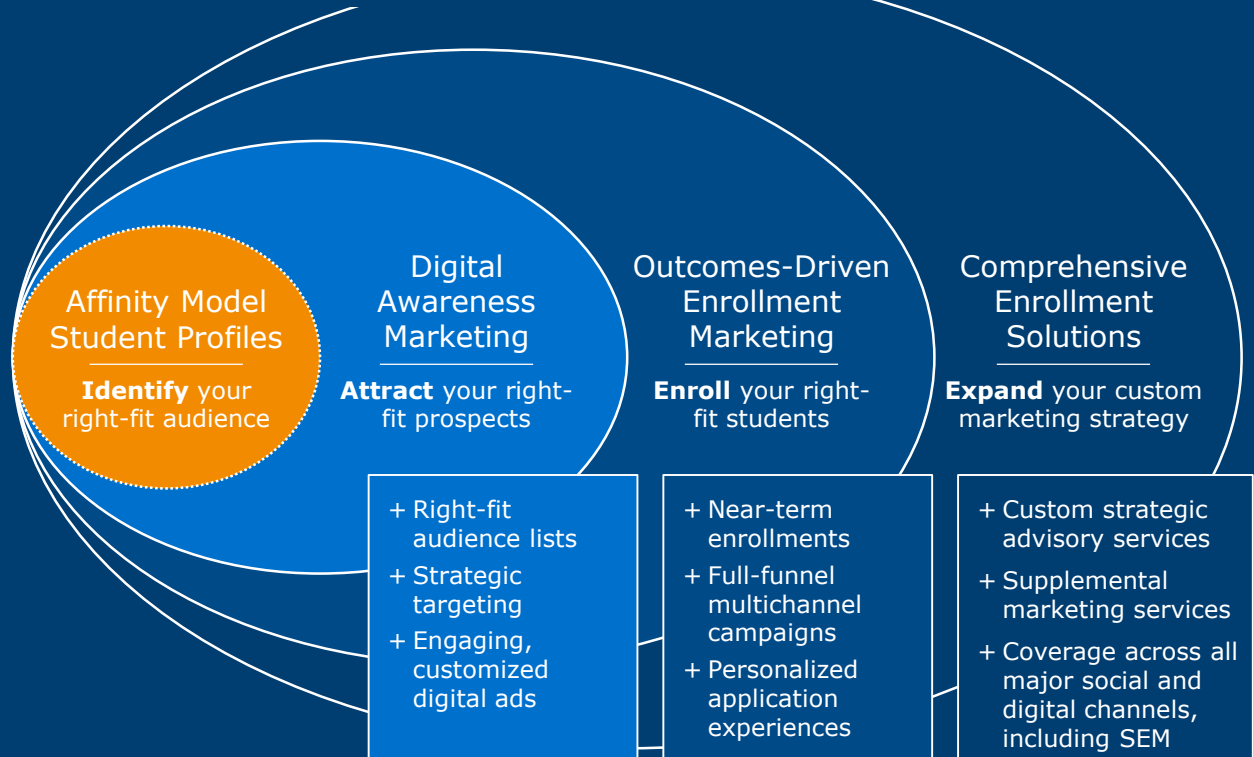 Affinity Model
Student Profiles
Identify your
right-fit audience
Digital
Awareness
Marketing
Attract your right-
fit prospects
+ Right-fit
audience lists
+ Strategic
targeting
+ Engaging,
customized
digital ads
Outcomes-Driven
Enrollment
Marketing
Enroll your right-
fit students
+ Near-term
enrollments
+ Full-funnel
multichannel
campaigns
+ Personalized
application
experiences
Comprehensive
Enrollment
Solutions
Expand your custom
marketing strategy
+ Custom strategic
advisory services
+ Supplemental
marketing services
+ Coverage across all
major social and
digital channels,
including SEM